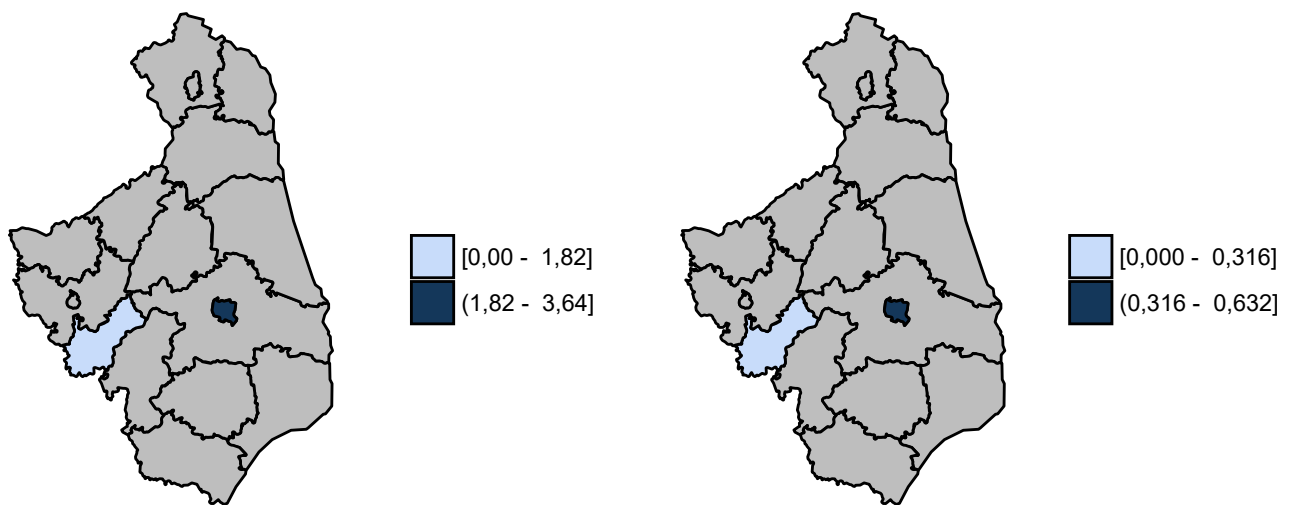 [0,00 - 1,82]
(1,82 - 3,64]
[0,000 - 0,316]
(0,316 - 0,632]